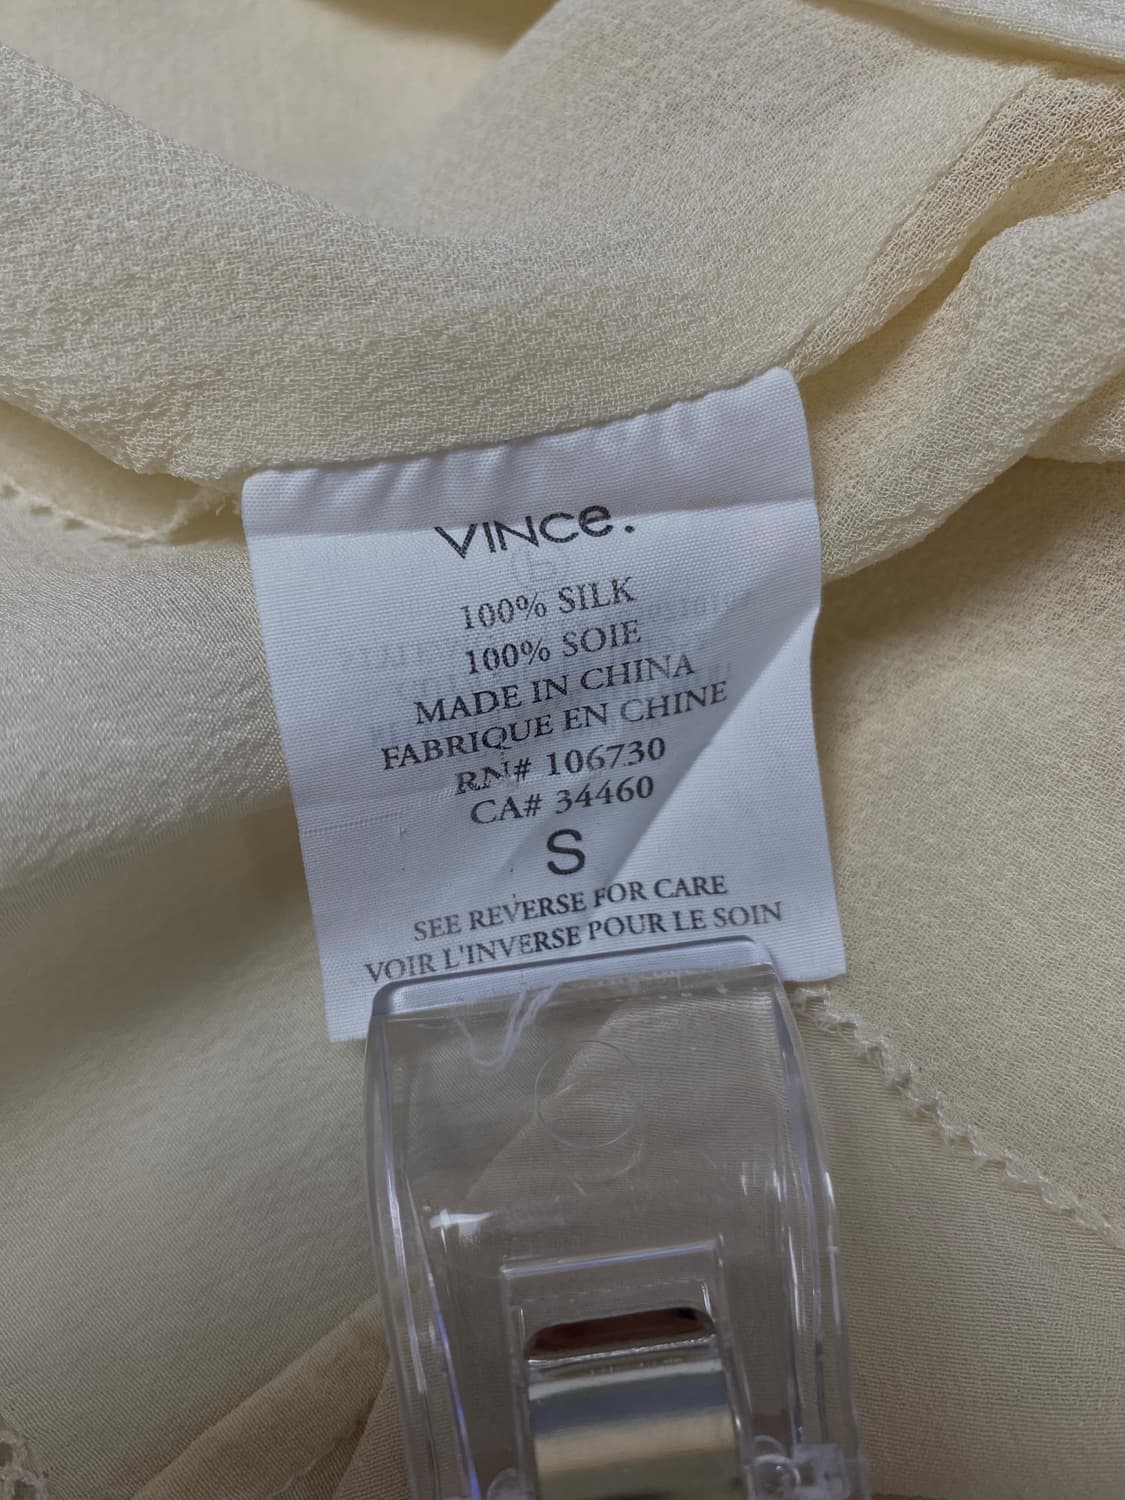 VINce.
100% SILK
100% SOIE
MADE IN CHINA
FABRIQUE EN CHINE
RN# 106730
CA# 34460
S
SEE REVERSE FOR CARE
VOIR L'INVERSE POUR LE SOIN